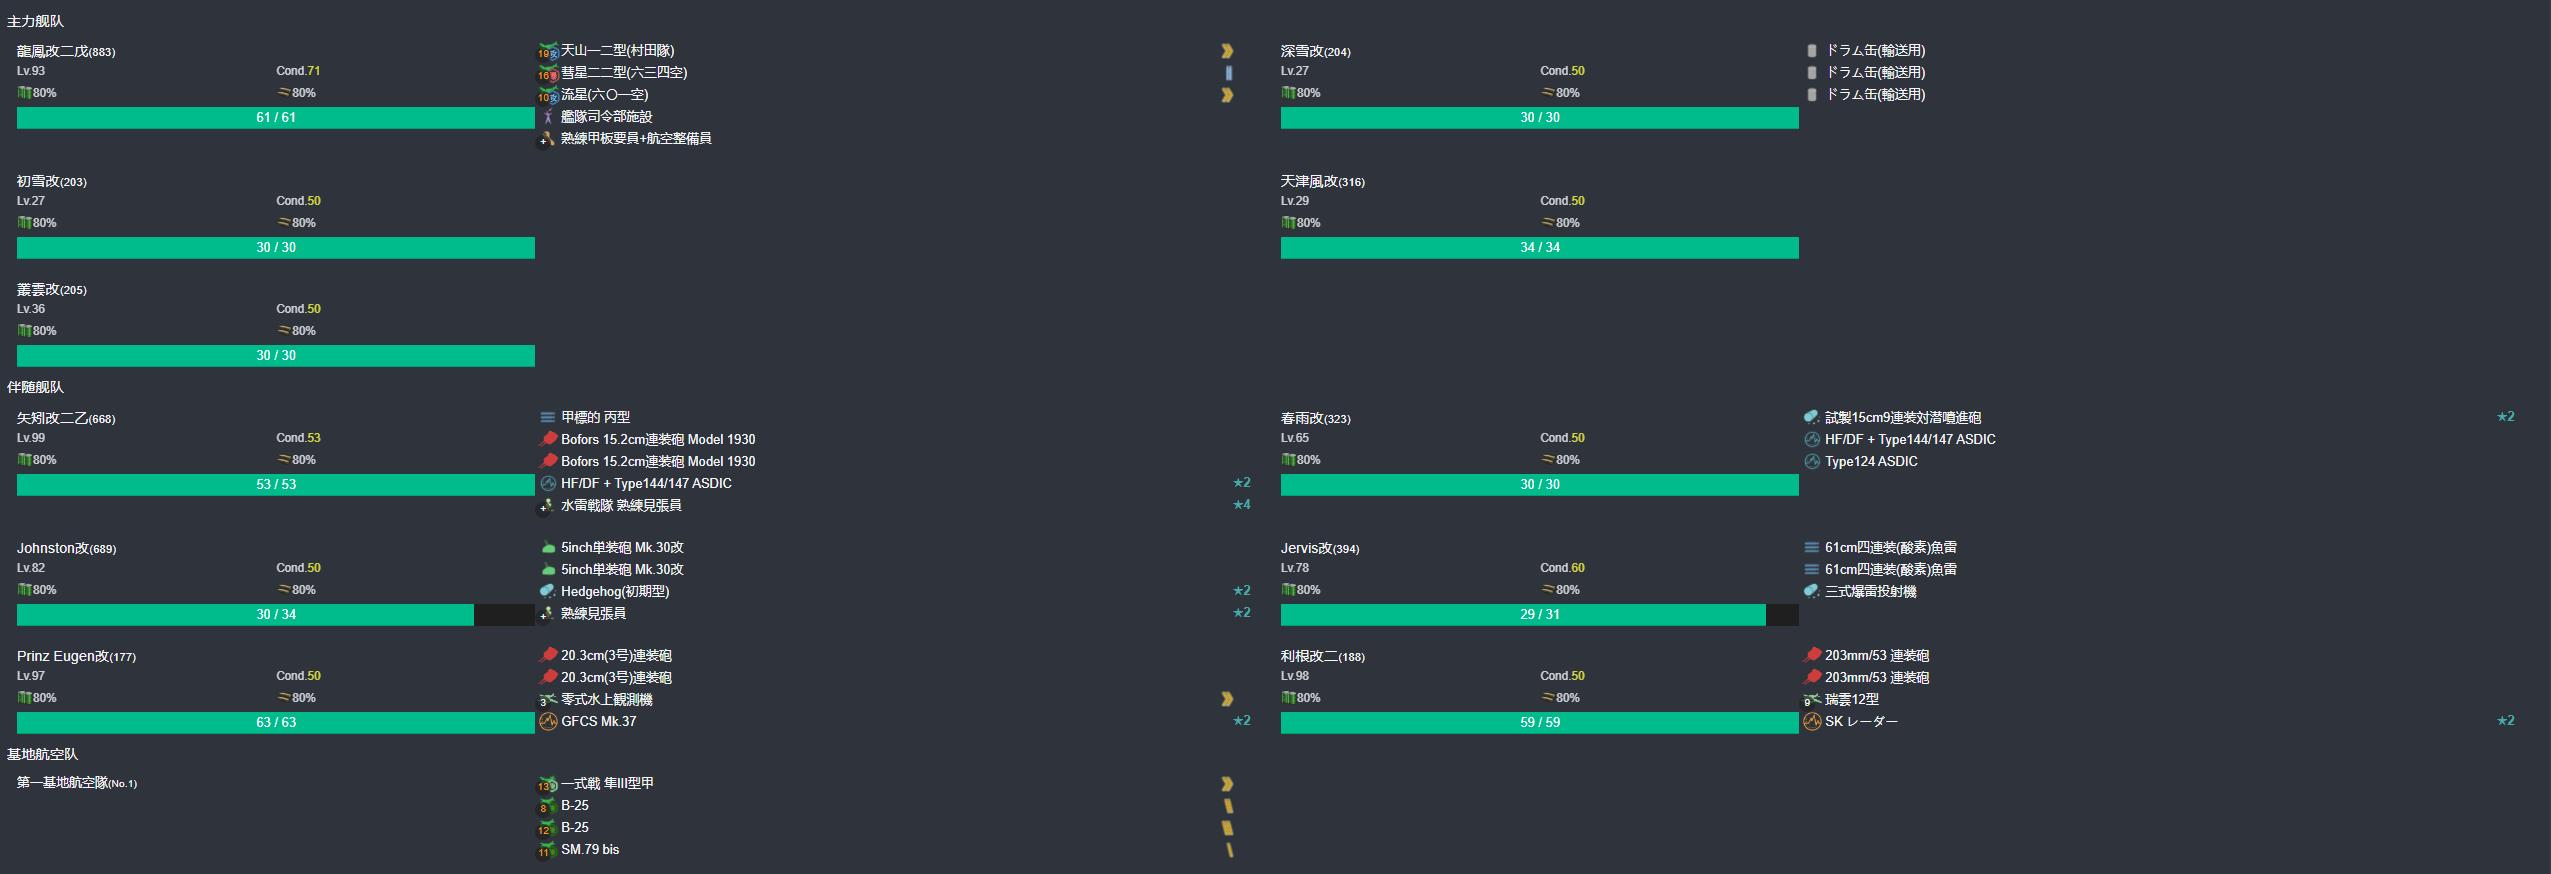 主力舰队
龍鳳改二戊(883)
Lv.93 Cond.71
80% 80%
61 / 61
19 天山一二型(村田隊)
16 彗星二二型(六三四空)
10 流星(六〇一空)
艦隊司令部施設
+ 熟練甲板要員+航空整備員
深雪改(204)
Lv.27 Cond.50
80% 80%
30 / 30
ドラム缶(輸送用)
ドラム缶(輸送用)
ドラム缶(輸送用)
初雪改(203)
Lv.27 Cond.50
80% 80%
30 / 30
天津風改(316)
Lv.29 Cond.50
80% 80%
34 / 34
叢雲改(205)
Lv.36 Cond.50
80% 80%
30 / 30
伴随舰队
矢矧改二乙(668)
Lv.99 Cond.53
80% 80%
53 / 53
甲標的 丙型
Bofors 15.2cm連装砲 Model 1930
Bofors 15.2cm連装砲 Model 1930
HF/DF + Type144/147 ASDIC ★2
+ 水雷戦隊 熟練見張員 ★4
春雨改(323)
Lv.65 Cond.50
80% 80%
30 / 30
試製15cm9連装対潜噴進砲 ★2
HF/DF + Type144/147 ASDIC
Type124 ASDIC
Johnston改(689)
Lv.82 Cond.50
80% 80%
30 / 34
5inch単装砲 Mk.30改
5inch単装砲 Mk.30改
Hedgehog(初期型) ★2
+ 熟練見張員 ★2
Jervis改(394)
Lv.78 Cond.60
80% 80%
29 / 31
61cm四連装(酸素)魚雷
61cm四連装(酸素)魚雷
三式爆雷投射機
Prinz Eugen改(177)
Lv.97 Cond.50
80% 80%
63 / 63
20.3cm(3号)連装砲
20.3cm(3号)連装砲
3 零式水上観測機
GFCS Mk.37 ★2
利根改二(188)
Lv.98 Cond.50
80% 80%
59 / 59
203mm/53 連装砲
203mm/53 連装砲
9 瑞雲12型
SK レーダー ★2
基地航空队
第一基地航空隊(No.1)
13 一式戦 隼III型甲
8 B-25
12 B-25
11 SM.79 bis